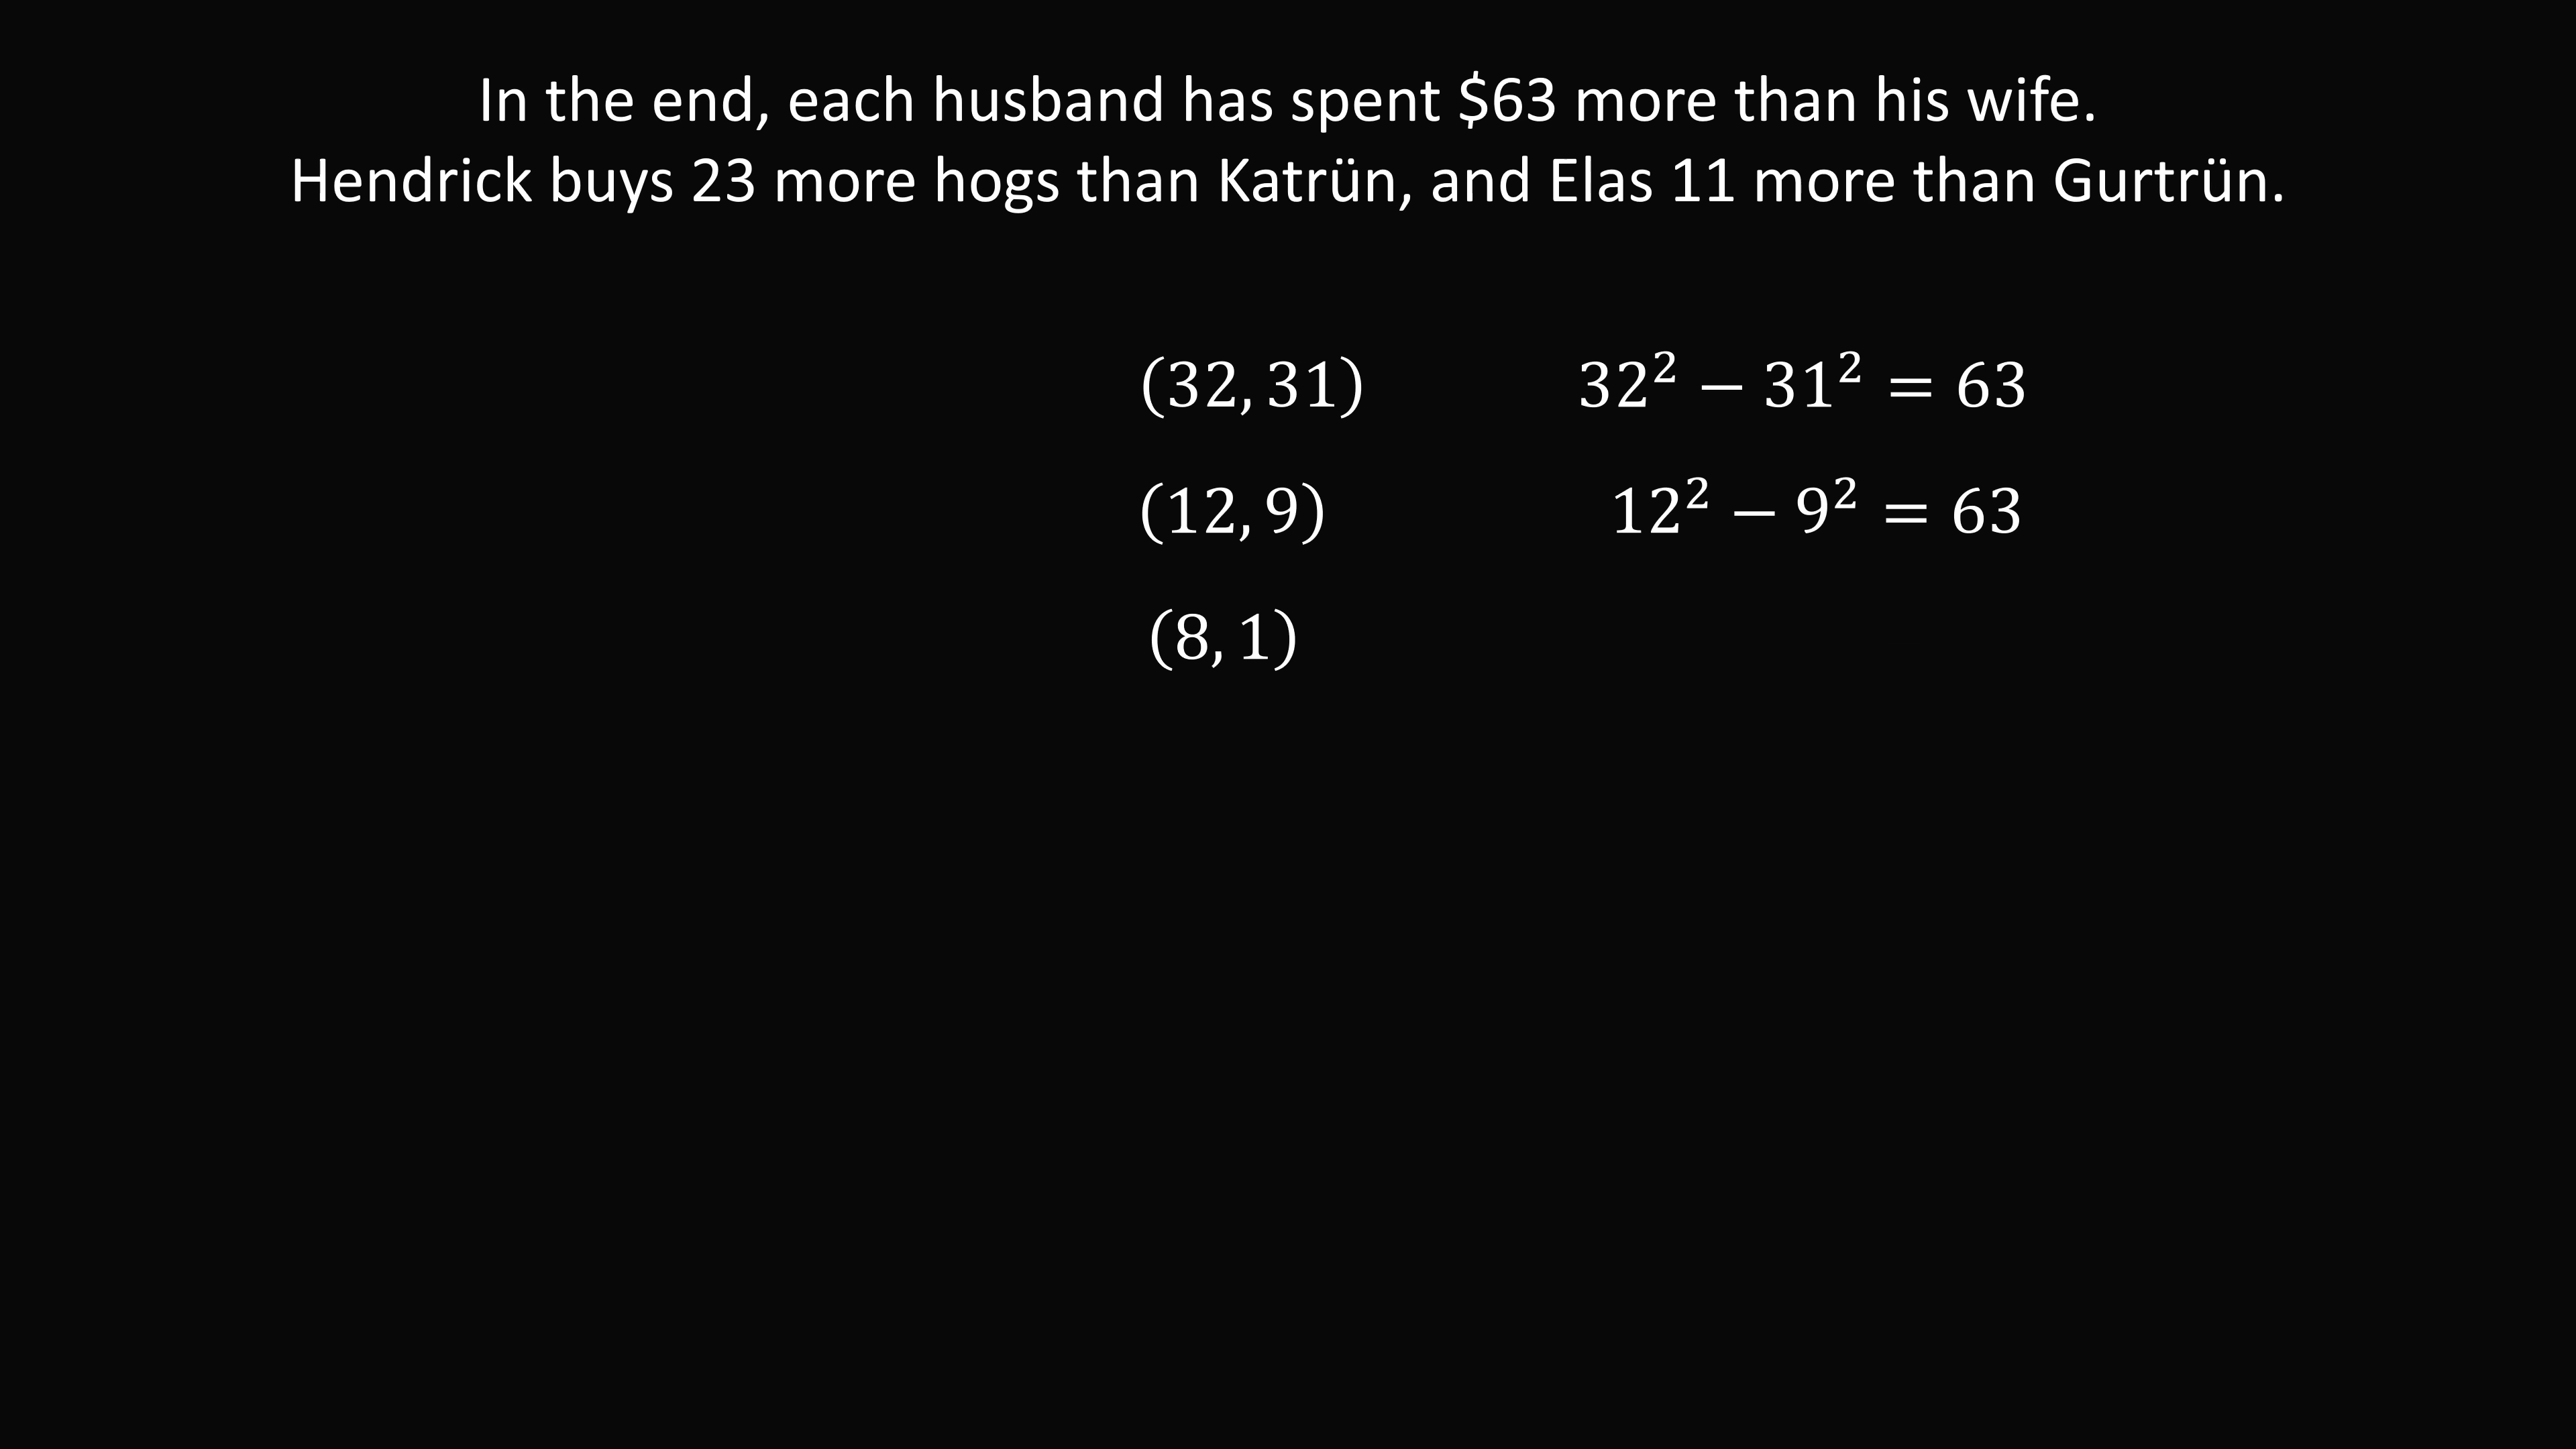 In the end, each husband has spent $63 more than his wife.
Hendrick buys 23 more hogs than Katrün, and Elas 11 more than Gurtrün.
(32, 31) 32² − 31² = 63
(12, 9) 12² − 9² = 63
(8, 1)